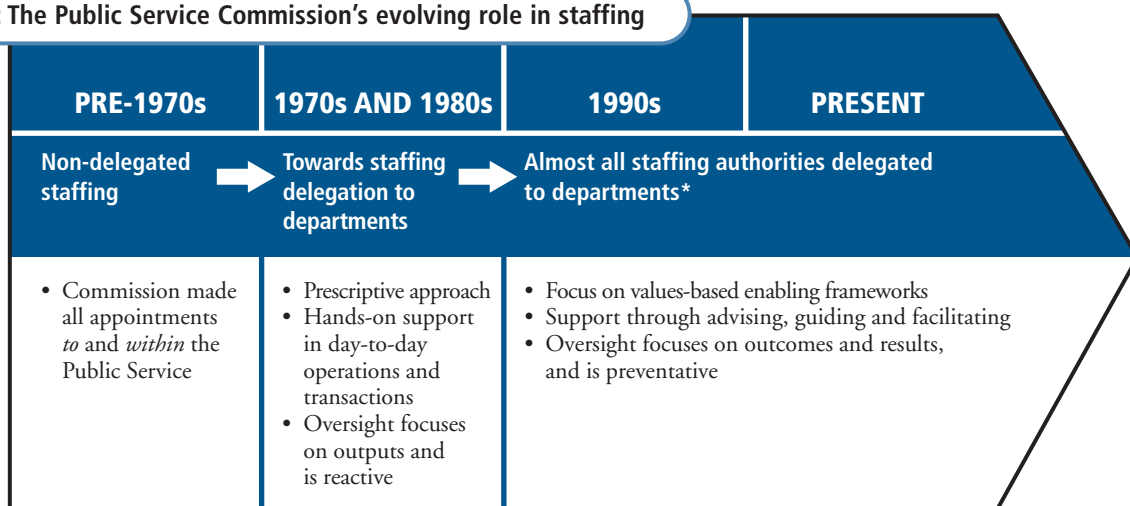 : The Public Service Commission's evolving role in staffing
PRE-1970s
1970s AND 1980s
1990s
PRESENT
Non-delegated
staffing
Towards staffing
delegation to
departments
Almost all staffing authorities delegated
to departments*
• Commission made
all appointments
to and within the
Public Service
• Prescriptive approach
• Hands-on support
in day-to-day
operations and
transactions
• Oversight focuses
on outputs and
is reactive
• Focus on values-based enabling frameworks
• Support through advising, guiding and facilitating
• Oversight focuses on outcomes and results,
and is preventative